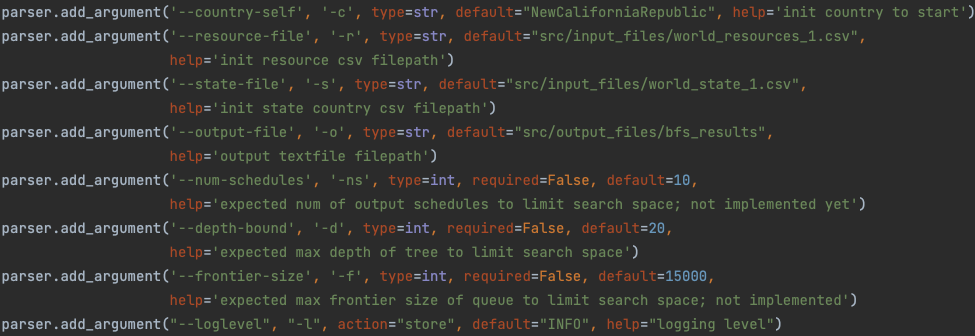 parser.add_argument('--country-self', '-c', type=str, default="NewCaliforniaRepublic", help='init country to start')
parser.add_argument('--resource-file', '-r', type=str, default="src/input_files/world_resources_1.csv",
help='init resource csv filepath')
parser.add_argument('--state-file', '-s', type=str, default="src/input_files/world_state_1.csv",
help='init state country csv filepath')
parser.add_argument('--output-file', '-o', type=str, default="src/output_files/bfs_results",
help='output textfile filepath')
parser.add_argument('--num-schedules', '-ns', type=int, required=False, default=10,
help='expected num of output schedules to limit search space; not implemented yet')
parser.add_argument('--depth-bound', '-d', type=int, required=False, default=20,
help='expected max depth of tree to limit search space')
parser.add_argument('--frontier-size', '-f', type=int, required=False, default=15000,
help='expected max frontier size of queue to limit search space; not implemented')
parser.add_argument("--loglevel", "-l", action="store", default="INFO", help="logging level")